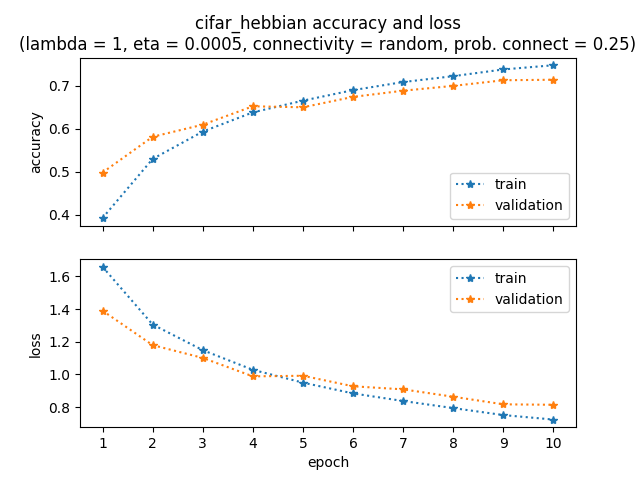 cifar_hebbian accuracy and loss
(lambda = 1, eta = 0.0005, connectivity = random, prob. connect = 0.25)
0.7
0.6
0.5
0.4
accuracy
train
validation
1.6
1.4
1.2
1.0
0.8
loss
train
validation
1 2 3 4 5 6 7 8 9 10
epoch